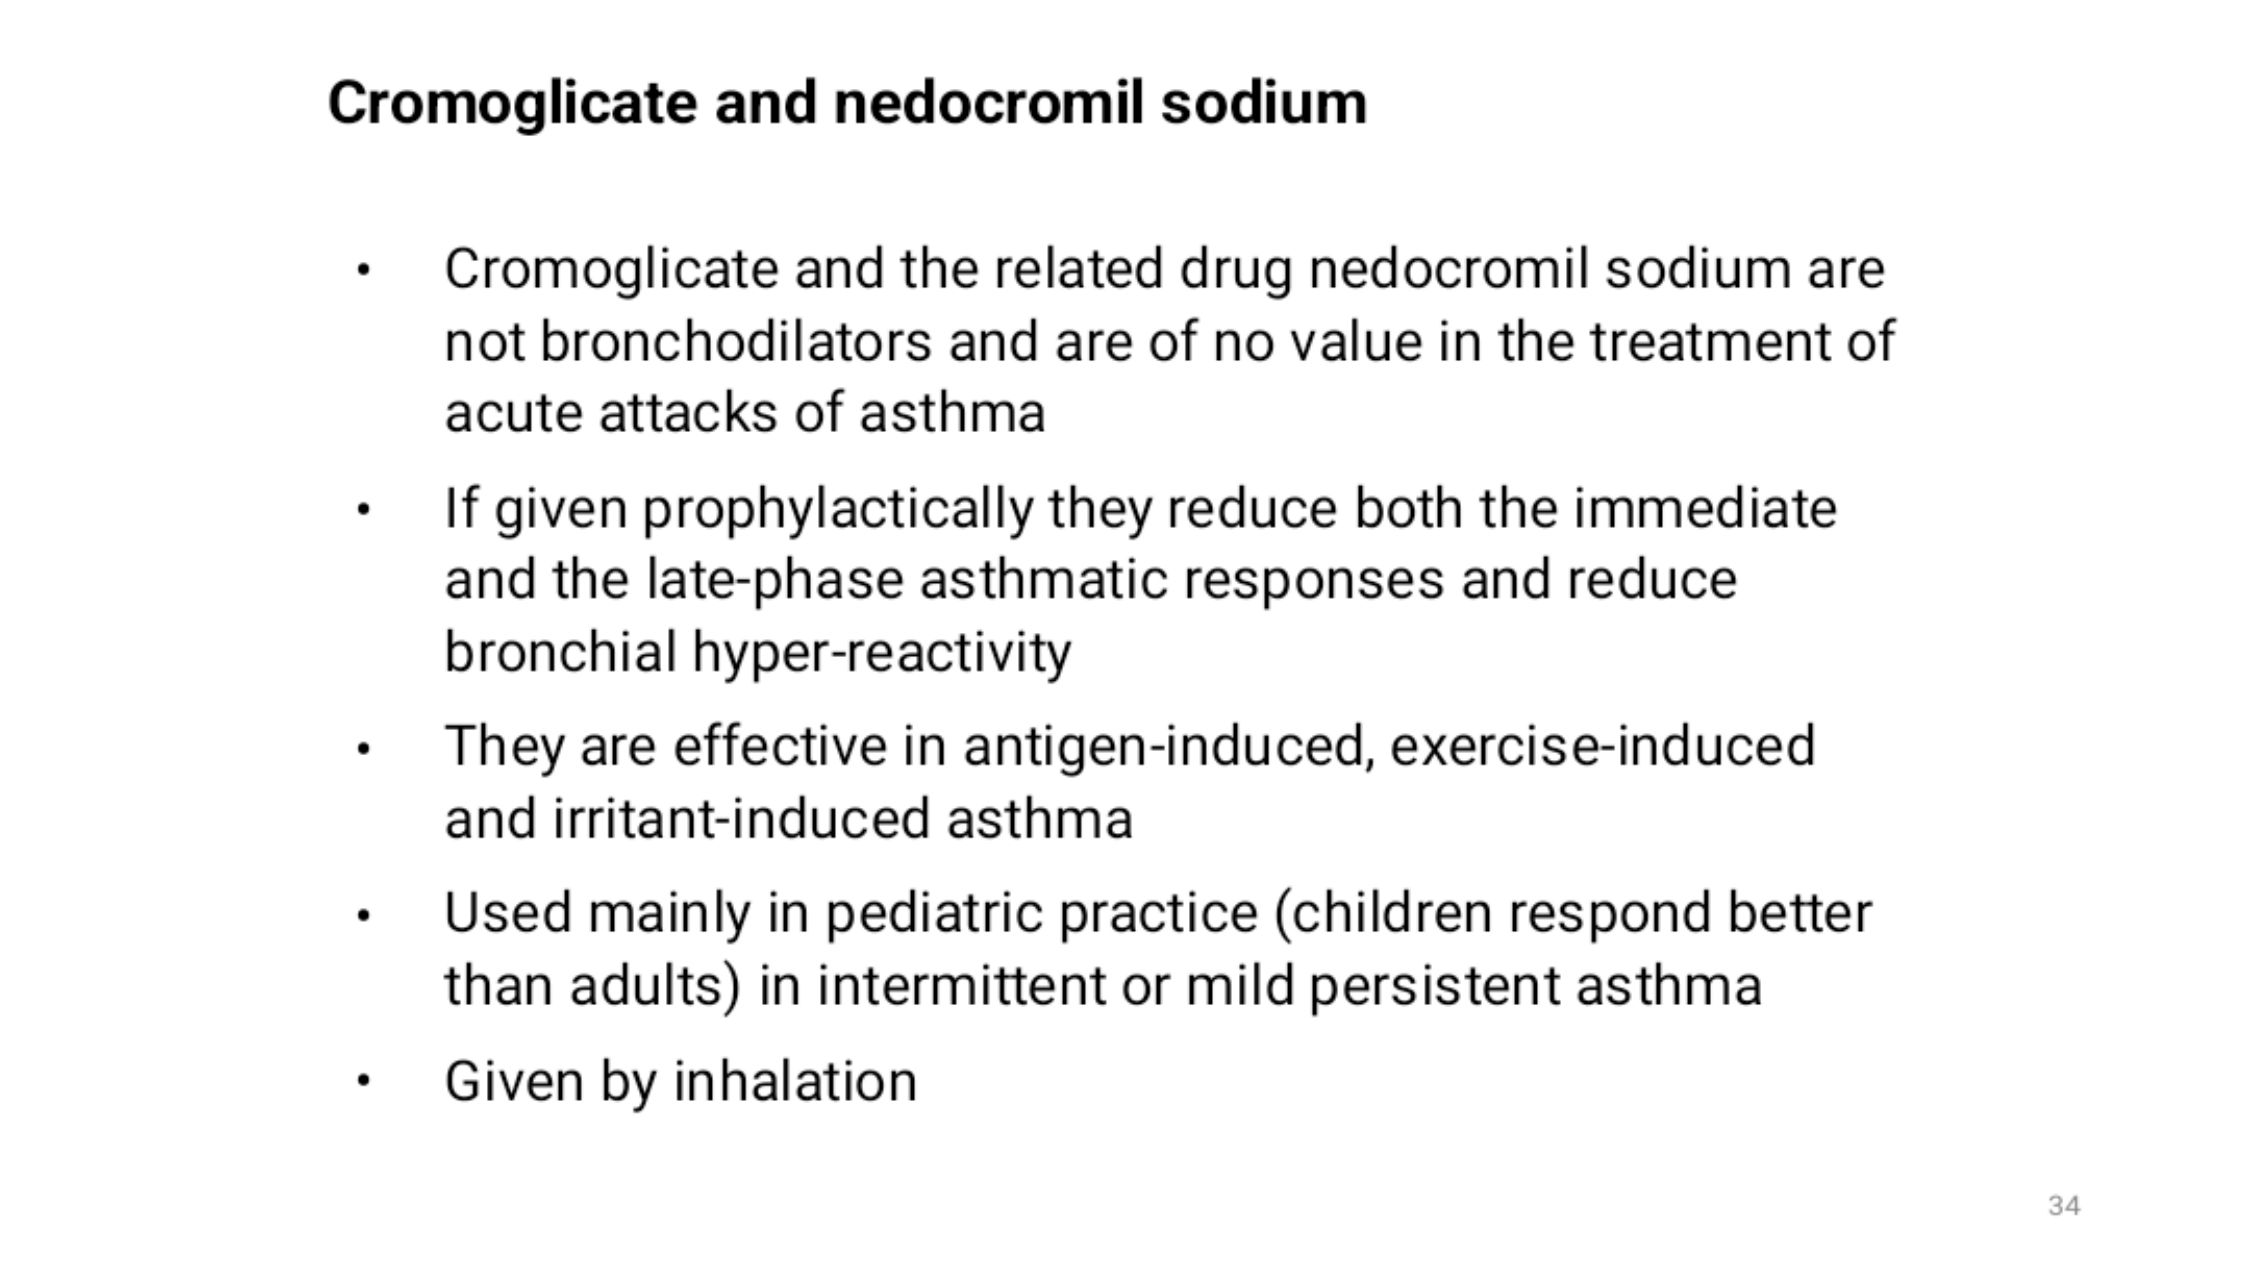 Cromoglicate and nedocromil sodium
• Cromoglicate and the related drug nedocromil sodium are
not bronchodilators and are of no value in the treatment of
acute attacks of asthma
• If given prophylactically they reduce both the immediate
and the late-phase asthmatic responses and reduce
bronchial hyper-reactivity
• They are effective in antigen-induced, exercise-induced
and irritant-induced asthma
• Used mainly in pediatric practice (children respond better
than adults) in intermittent or mild persistent asthma
• Given by inhalation
34